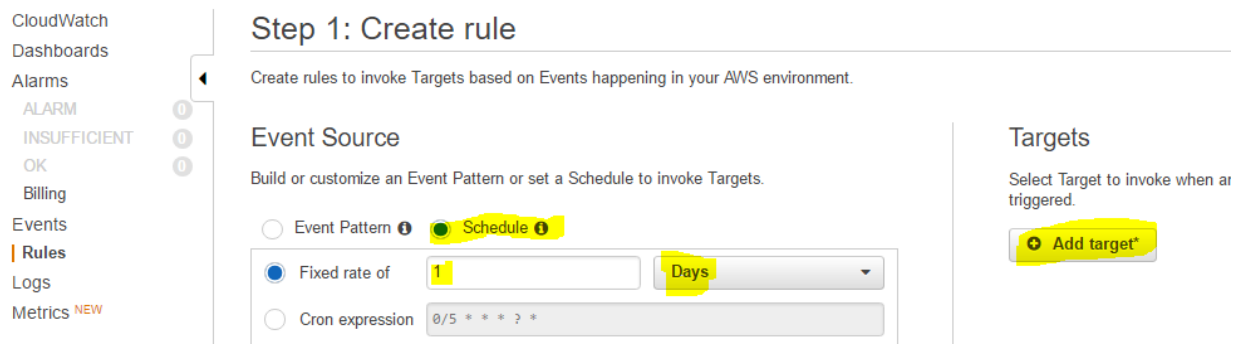 CloudWatch
Dashboards
Alarms
ALARM 0
INSUFFICIENT 0
OK 0
Billing
Events
Rules
Logs
Metrics NEW
Step 1: Create rule
Create rules to invoke Targets based on Events happening in your AWS environment.
Event Source
Build or customize an Event Pattern or set a Schedule to invoke Targets.
Event Pattern Schedule
Fixed rate of 1 Days
Cron expression 0/5 * * * ? *
Targets
Select Target to invoke when an
triggered.
Add target*